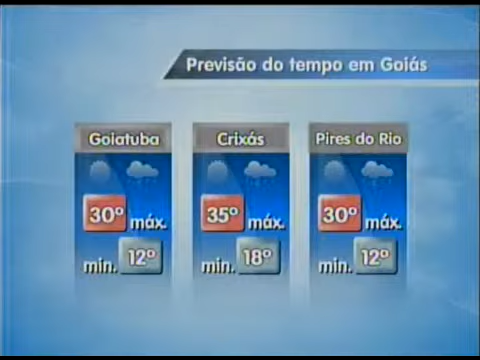 Previsão do tempo em Goiás
Goiatuba
30º máx.
min. 12º
Crixás
35º máx.
min. 18º
Pires do Rio
30º máx.
min. 12º